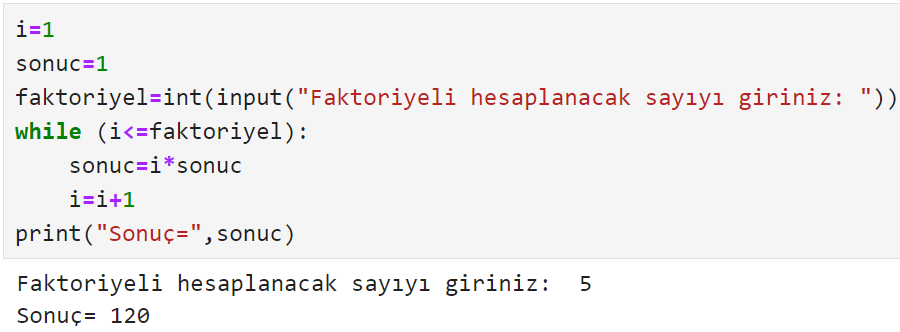 i=1
sonuc=1
faktoriyel=int(input("Faktoriyeli hesaplanacak sayıyı giriniz: "))
while (i<=faktoriyel):
    sonuc=i*sonuc
    i=i+1
print("Sonuç=",sonuc)
Faktoriyeli hesaplanacak sayıyı giriniz:  5
Sonuç= 120